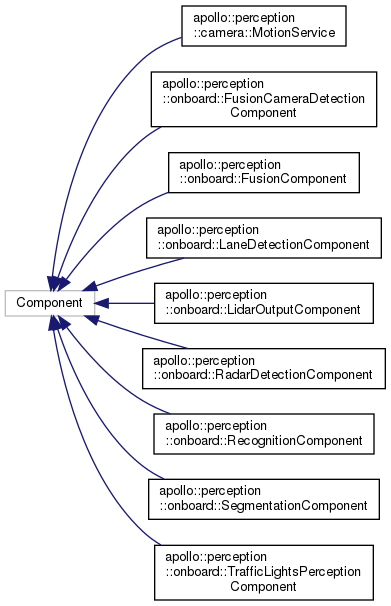 apollo::perception
::camera::MotionService
apollo::perception
::onboard::FusionCameraDetection
Component
apollo::perception
::onboard::FusionComponent
apollo::perception
::onboard::LaneDetectionComponent
Component
apollo::perception
::onboard::LidarOutputComponent
apollo::perception
::onboard::RadarDetectionComponent
apollo::perception
::onboard::RecognitionComponent
apollo::perception
::onboard::SegmentationComponent
apollo::perception
::onboard::TrafficLightsPerception
Component